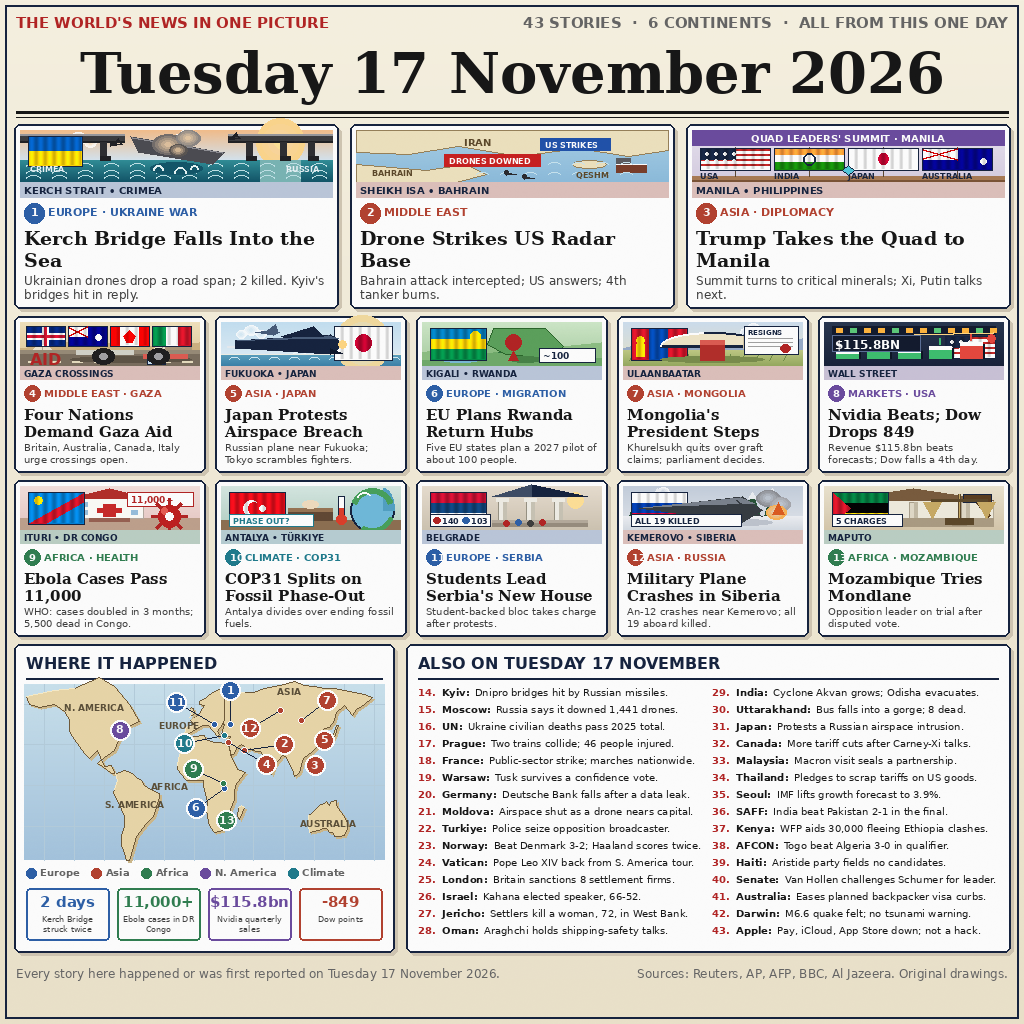 THE WORLD'S NEWS IN ONE PICTURE
43 STORIES · 6 CONTINENTS · ALL FROM THIS ONE DAY
Tuesday 17 November 2026
CRIMEA
RUSSIA
KERCH STRAIT • CRIMEA
1 EUROPE · UKRAINE WAR
Kerch Bridge Falls Into the
Sea
Ukrainian drones drop a road span; 2 killed. Kyiv's
bridges hit in reply.
IRAN
US STRIKES
DRONES DOWNED
BAHRAIN
QESHM
SHEIKH ISA • BAHRAIN
2 MIDDLE EAST
Drone Strikes US Radar
Base
Bahrain attack intercepted; US answers; 4th
tanker burns.
QUAD LEADERS' SUMMIT · MANILA
USA
INDIA
JAPAN
AUSTRALIA
MANILA • PHILIPPINES
3 ASIA · DIPLOMACY
Trump Takes the Quad to
Manila
Summit turns to critical minerals; Xi, Putin talks
next.
AID
GAZA CROSSINGS
4 MIDDLE EAST · GAZA
Four Nations
Demand Gaza Aid
Britain, Australia, Canada, Italy
urge crossings open.
FUKUOKA • JAPAN
5 ASIA · JAPAN
Japan Protests
Airspace Breach
Russian plane near Fukuoka;
Tokyo scrambles fighters.
~100
KIGALI • RWANDA
6 EUROPE · MIGRATION
EU Plans Rwanda
Return Hubs
Five EU states plan a 2027 pilot of
about 100 people.
RESIGNS
ULAANBAATAR
7 ASIA · MONGOLIA
Mongolia's
President Steps
Khurelsukh quits over graft
claims; parliament decides.
$115.8BN
WALL STREET
8 MARKETS · USA
Nvidia Beats; Dow
Drops 849
Revenue $115.8bn beats
forecasts; Dow falls a 4th day.
11,000+
ITURI • DR CONGO
9 AFRICA · HEALTH
Ebola Cases Pass
11,000
WHO: cases doubled in 3 months;
5,500 dead in Congo.
PHASE OUT?
ANTALYA • TÜRKIYE
10 CLIMATE · COP31
COP31 Splits on
Fossil Phase-Out
Antalya divides over ending fossil
fuels.
140 103
BELGRADE
11 EUROPE · SERBIA
Students Lead
Serbia's New House
Student-backed bloc takes charge
after protests.
ALL 19 KILLED
KEMEROVO • SIBERIA
12 ASIA · RUSSIA
Military Plane
Crashes in Siberia
An-12 crashes near Kemerovo; all
19 aboard killed.
5 CHARGES
MAPUTO
13 AFRICA · MOZAMBIQUE
Mozambique Tries
Mondlane
Opposition leader on trial after
disputed vote.
WHERE IT HAPPENED
N. AMERICA
EUROPE
ASIA
AFRICA
S. AMERICA
AUSTRALIA
1
11
7
8
12
10
2
5
9
4
3
6
13
Europe Asia Africa N. America Climate
2 days
Kerch Bridge
struck twice
11,000+
Ebola cases in DR
Congo
$115.8bn
Nvidia quarterly
sales
-849
Dow points
ALSO ON TUESDAY 17 NOVEMBER
14. Kyiv: Dnipro bridges hit by Russian missiles.
15. Moscow: Russia says it downed 1,441 drones.
16. UN: Ukraine civilian deaths pass 2025 total.
17. Prague: Two trains collide; 46 people injured.
18. France: Public-sector strike; marches nationwide.
19. Warsaw: Tusk survives a confidence vote.
20. Germany: Deutsche Bank falls after a data leak.
21. Moldova: Airspace shut as a drone nears capital.
22. Turkiye: Police seize opposition broadcaster.
23. Norway: Beat Denmark 3-2; Haaland scores twice.
24. Vatican: Pope Leo XIV back from S. America tour.
25. London: Britain sanctions 8 settlement firms.
26. Israel: Kahana elected speaker, 66-52.
27. Jericho: Settlers kill a woman, 72, in West Bank.
28. Oman: Araghchi holds shipping-safety talks.
29. India: Cyclone Akvan grows; Odisha evacuates.
30. Uttarakhand: Bus falls into a gorge; 8 dead.
31. Japan: Protests a Russian airspace intrusion.
32. Canada: More tariff cuts after Carney-Xi talks.
33. Malaysia: Macron visit seals a partnership.
34. Thailand: Pledges to scrap tariffs on US goods.
35. Seoul: IMF lifts growth forecast to 3.9%.
36. SAFF: India beat Pakistan 2-1 in the final.
37. Kenya: WFP aids 30,000 fleeing Ethiopia clashes.
38. AFCON: Togo beat Algeria 3-0 in qualifier.
39. Haiti: Aristide party fields no candidates.
40. Senate: Van Hollen challenges Schumer for leader.
41. Australia: Eases planned backpacker visa curbs.
42. Darwin: M6.6 quake felt; no tsunami warning.
43. Apple: Pay, iCloud, App Store down; not a hack.
Every story here happened or was first reported on Tuesday 17 November 2026.
Sources: Reuters, AP, AFP, BBC, Al Jazeera. Original drawings.